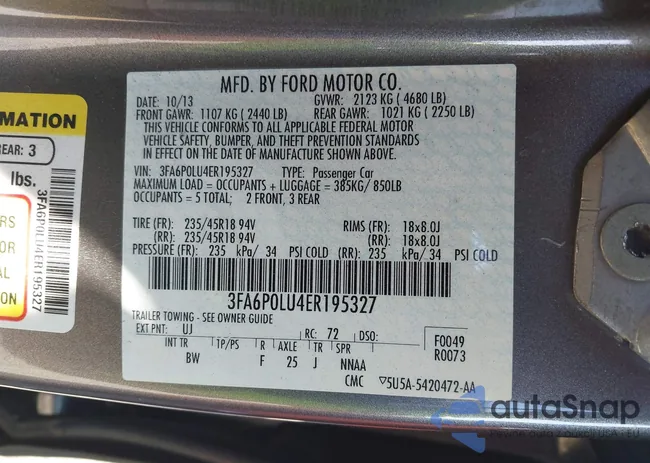 MFD. BY FORD MOTOR CO.
DATE: 10/13 GVWR: 2123 KG ( 4680 LB)
FRONT GAWR: 1107 KG ( 2440 LB) REAR GAWR: 1021 KG ( 2250 LB)
THIS VEHICLE CONFORMS TO ALL APPLICABLE FEDERAL MOTOR
VEHICLE SAFETY, BUMPER, AND THEFT PREVENTION STANDARDS
IN EFFECT ON THE DATE OF MANUFACTURE SHOWN ABOVE.
VIN: 3FA6P0LU4ER195327 TYPE: Passenger Car
MAXIMUM LOAD = OCCUPANTS + LUGGAGE = 385KG/ 850LB
OCCUPANTS = 5 TOTAL; 2 FRONT, 3 REAR
TIRE (FR): 235/45R18 94V RIMS (FR): 18x8.0J
(RR): 235/45R18 94V (RR): 18x8.0J
PRESSURE (FR): 235 kPa/ 34 PSI COLD (RR): 235 kPa/ 34 PSI COLD
3FA6P0LU4ER195327
TRAILER TOWING - SEE OWNER GUIDE
EXT PNT: UJ RC: 72 DSO: F0049
INT TR TP/PS R AXLE TR SPR R0073
BW F 25 J NNAA
CMC 5U5A-5420472-AA
MATION
REAR: 3
lbs.
3FA6P0LU4ER195327
RS
OR
ION
autoSnap